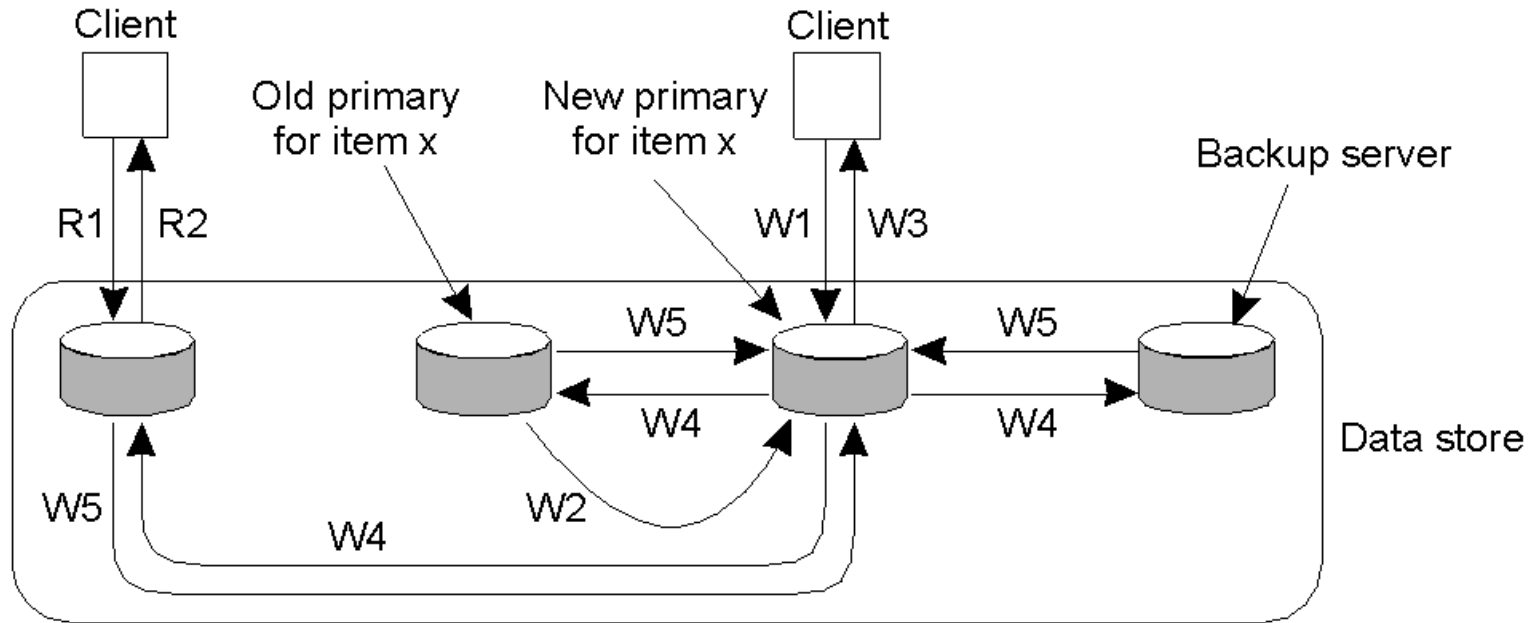 Client
Client
Old primary
for item x
New primary
for item x
Backup server
R1
R2
W1
W3
W5
W5
W4
W4
Data store
W5
W2
W4